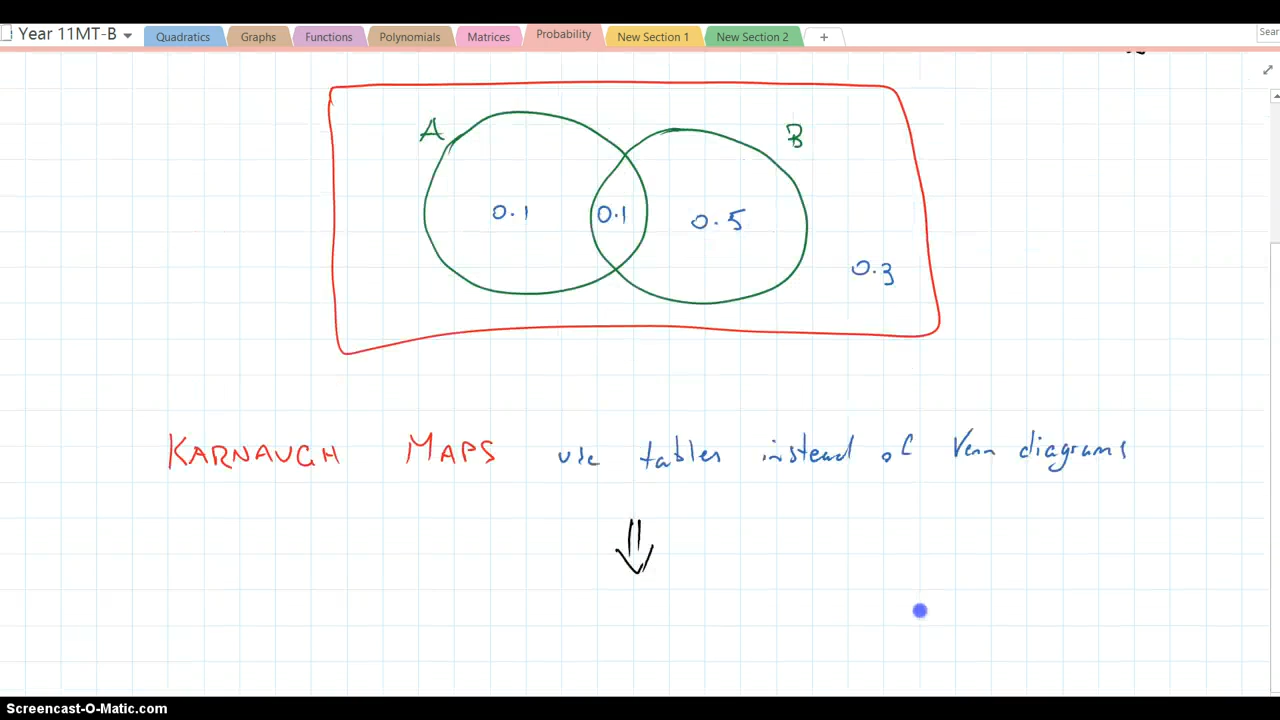 Year 11MT-B
Quadratics Graphs Functions Polynomials Matrices Probability New Section 1 New Section 2 +
Sear
A B
0.1 0.1 0.5
0.3
KARNAUGH MAPS use tables instead of Venn diagrams
Screencast-O-Matic.com